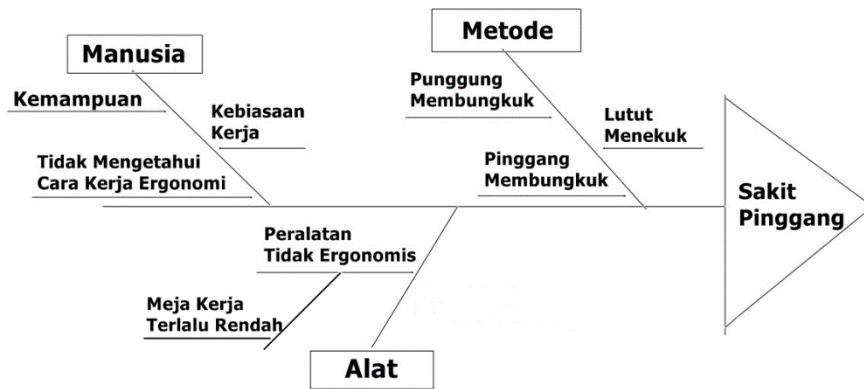 Manusia
Kemampuan
Kebiasaan
Kerja
Tidak Mengetahui
Cara Kerja Ergonomi
Metode
Punggung
Membungkuk
Lutut
Menekuk
Pinggang
Membungkuk
Sakit
Pinggang
Peralatan
Tidak Ergonomis
Meja Kerja
Terlalu Rendah
Alat